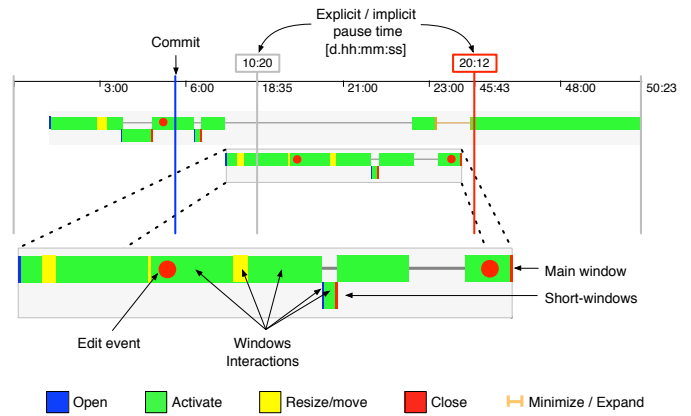 Explicit / implicit
pause time
[d.hh:mm:ss]
Commit
10:20
20:12
3:00
6:00
18:35
21:00
23:00
45:43
48:00
50:23
Main window
Short-windows
Edit event
Windows
Interactions
Open
Activate
Resize/move
Close
Minimize / Expand